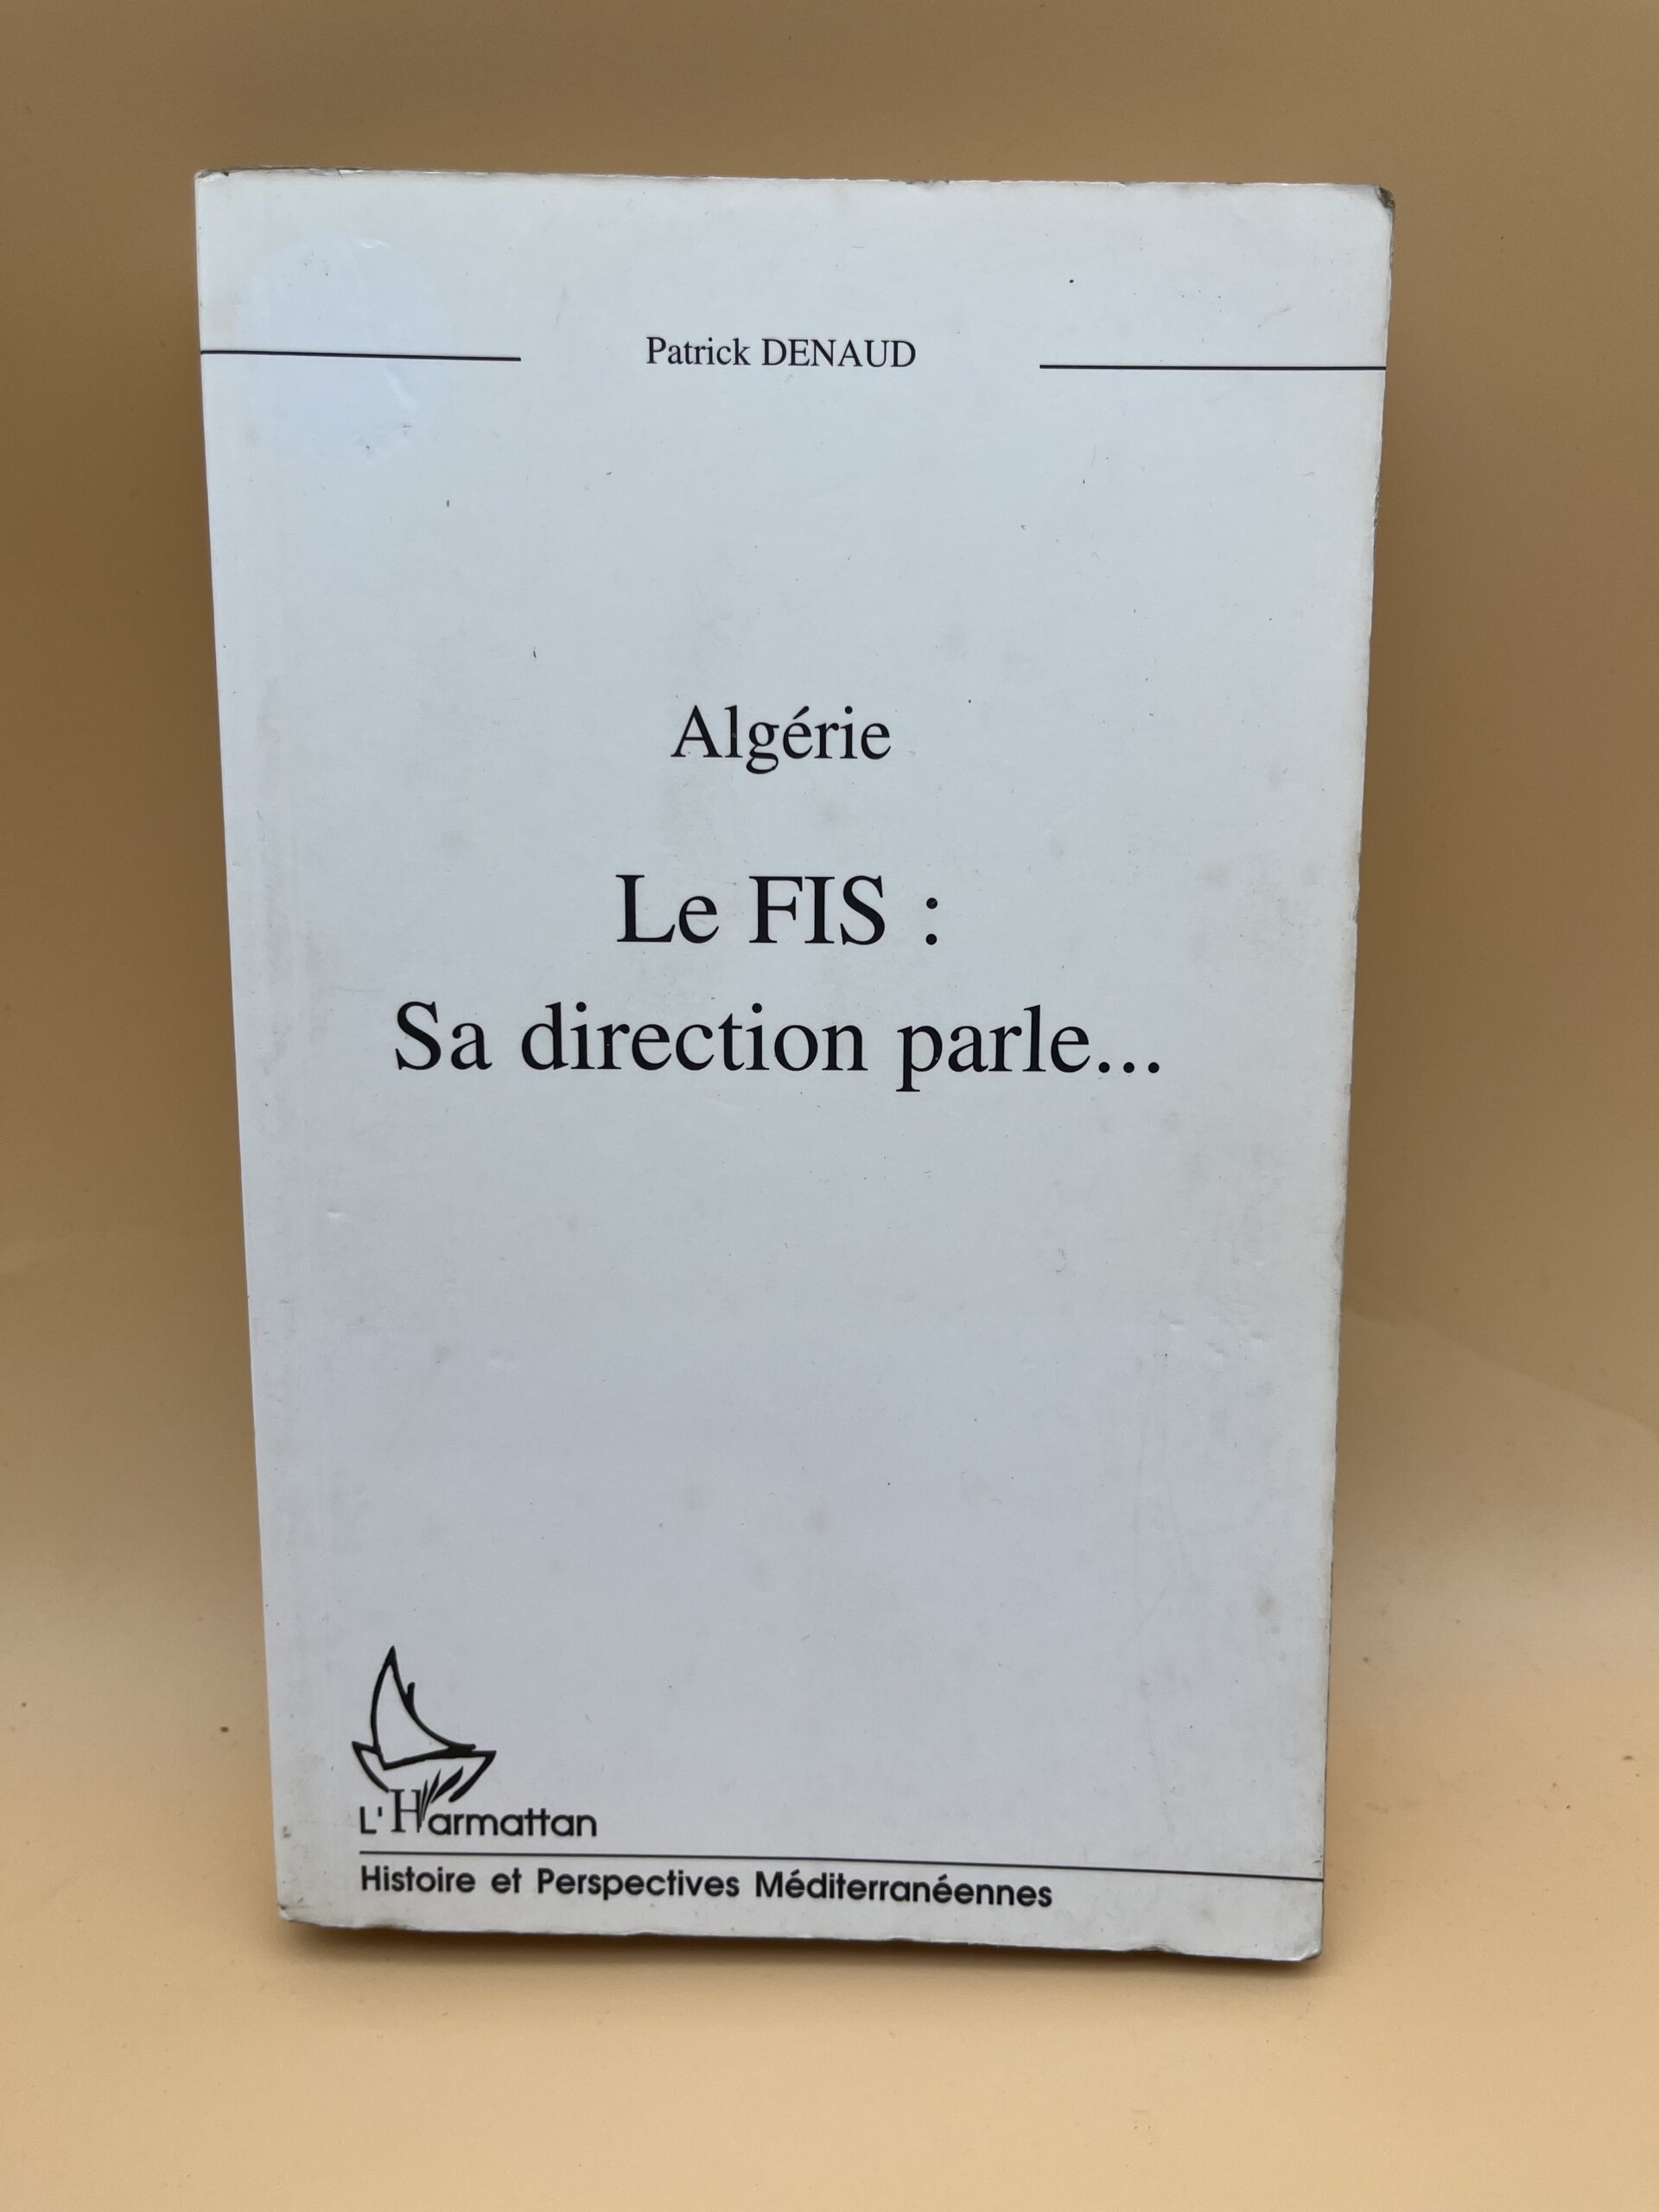 Patrick DENAUD
Algérie
Le FIS :
Sa direction parle...
L'Harmattan
Histoire et Perspectives Méditerranéennes